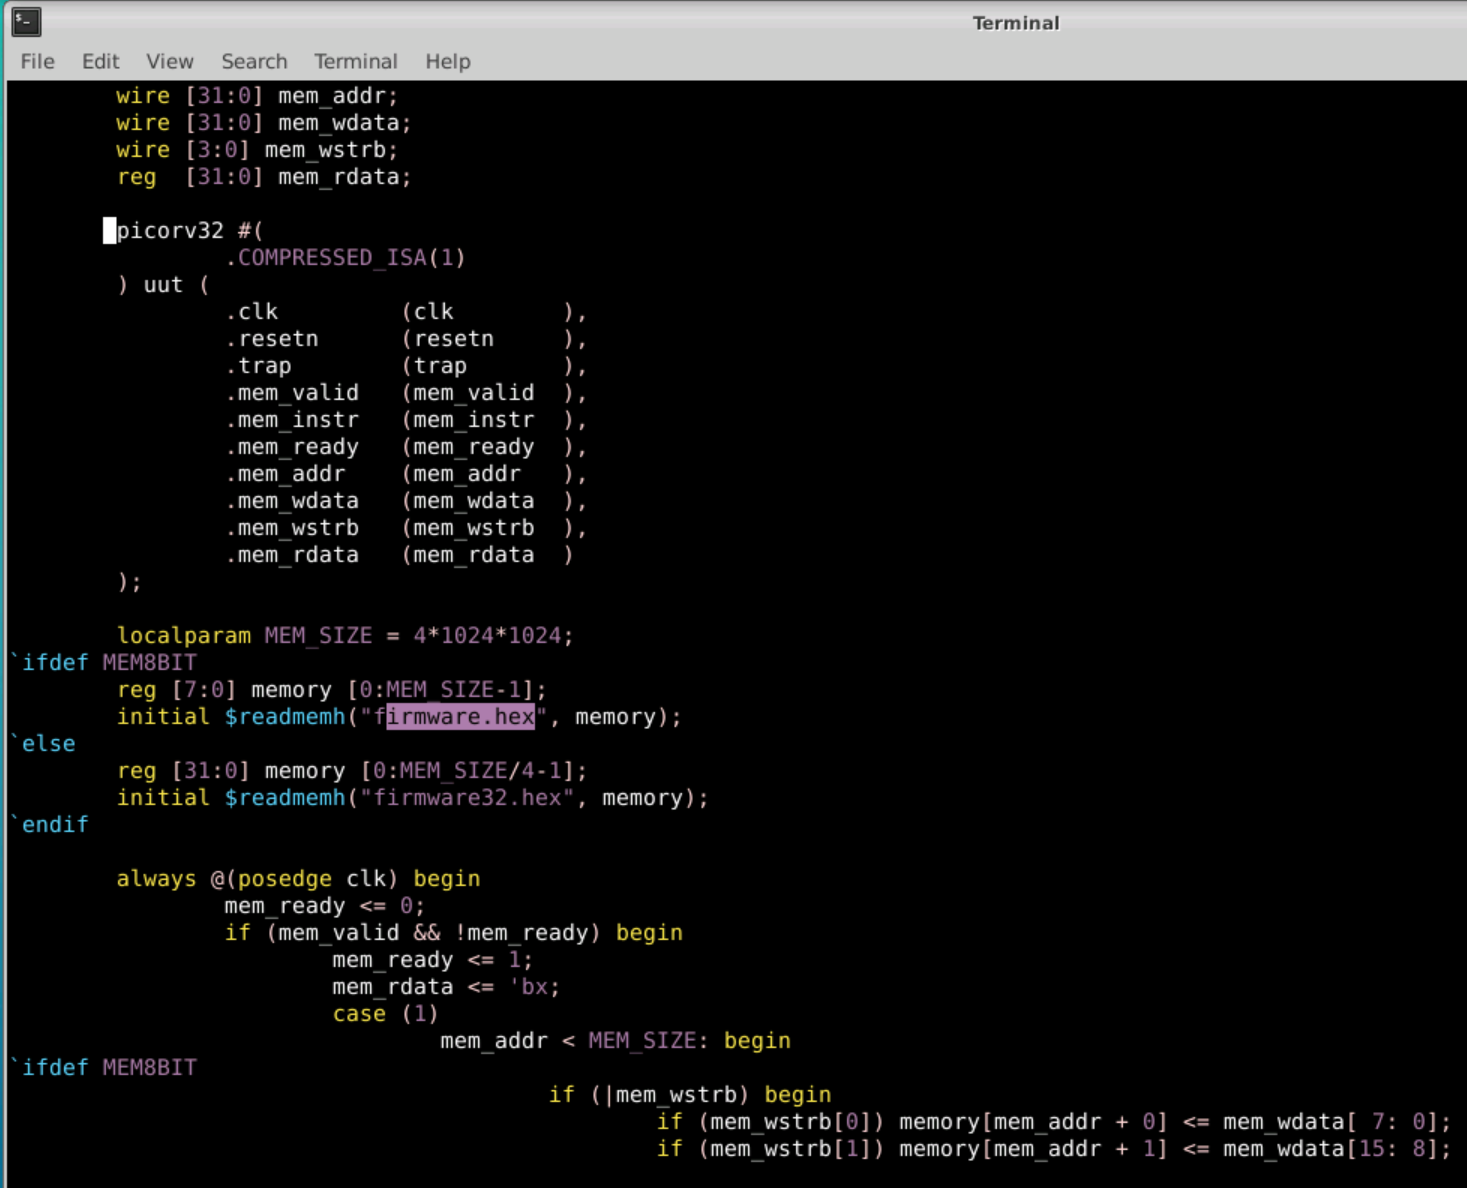 Terminal
File Edit View Search Terminal Help
wire [31:0] mem_addr;
wire [31:0] mem_wdata;
wire [3:0] mem_wstrb;
reg  [31:0] mem_rdata;
picorv32 #(
.COMPRESSED_ISA(1)
) uut (
.clk         (clk        ),
.resetn      (resetn     ),
.trap        (trap       ),
.mem_valid   (mem_valid  ),
.mem_instr   (mem_instr  ),
.mem_ready   (mem_ready  ),
.mem_addr    (mem_addr   ),
.mem_wdata   (mem_wdata  ),
.mem_wstrb   (mem_wstrb  ),
.mem_rdata   (mem_rdata  )
);
localparam MEM_SIZE = 4*1024*1024;
`ifdef MEM8BIT
reg [7:0] memory [0:MEM_SIZE-1];
initial $readmemh("firmware.hex", memory);
`else
reg [31:0] memory [0:MEM_SIZE/4-1];
initial $readmemh("firmware32.hex", memory);
`endif
always @(posedge clk) begin
mem_ready <= 0;
if (mem_valid && !mem_ready) begin
mem_ready <= 1;
mem_rdata <= 'bx;
case (1)
mem_addr < MEM_SIZE: begin
`ifdef MEM8BIT
if (|mem_wstrb) begin
if (mem_wstrb[0]) memory[mem_addr + 0] <= mem_wdata[ 7: 0];
if (mem_wstrb[1]) memory[mem_addr + 1] <= mem_wdata[15: 8];